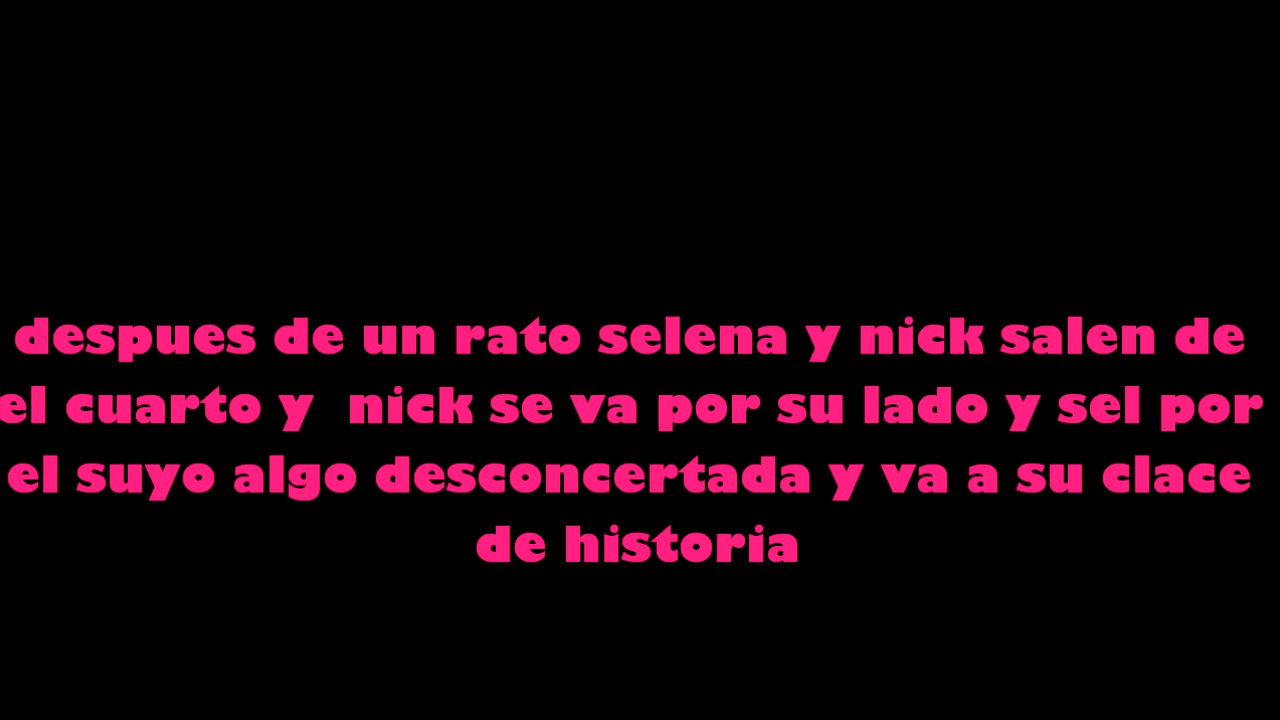 despues de un rato selena y nick salen de
el cuarto y  nick se va por su lado y sel por
el suyo algo desconcertada y va a su clace
de historia